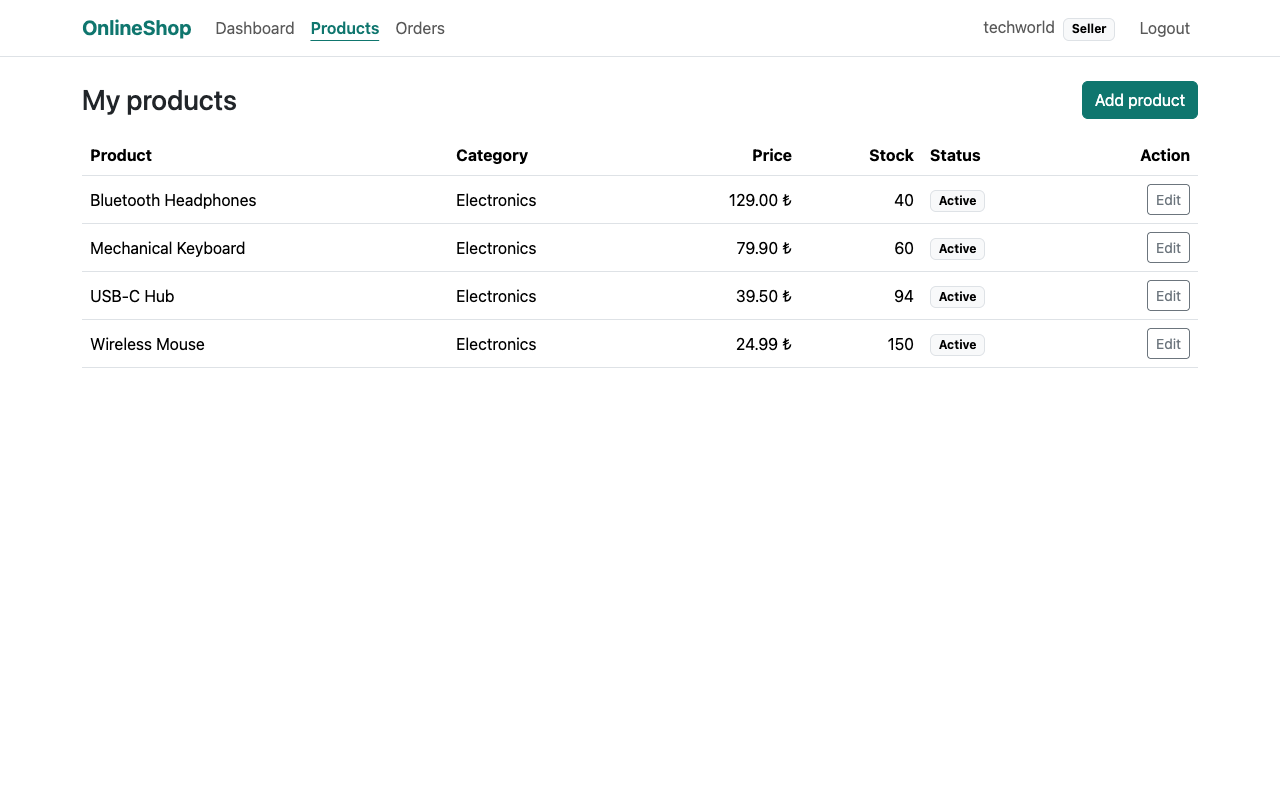 OnlineShop Dashboard Products Orders techworld Seller Logout
My products Add product
Product Category Price Stock Status Action
Bluetooth Headphones Electronics 129.00 ₺ 40 Active Edit
Mechanical Keyboard Electronics 79.90 ₺ 60 Active Edit
USB-C Hub Electronics 39.50 ₺ 94 Active Edit
Wireless Mouse Electronics 24.99 ₺ 150 Active Edit